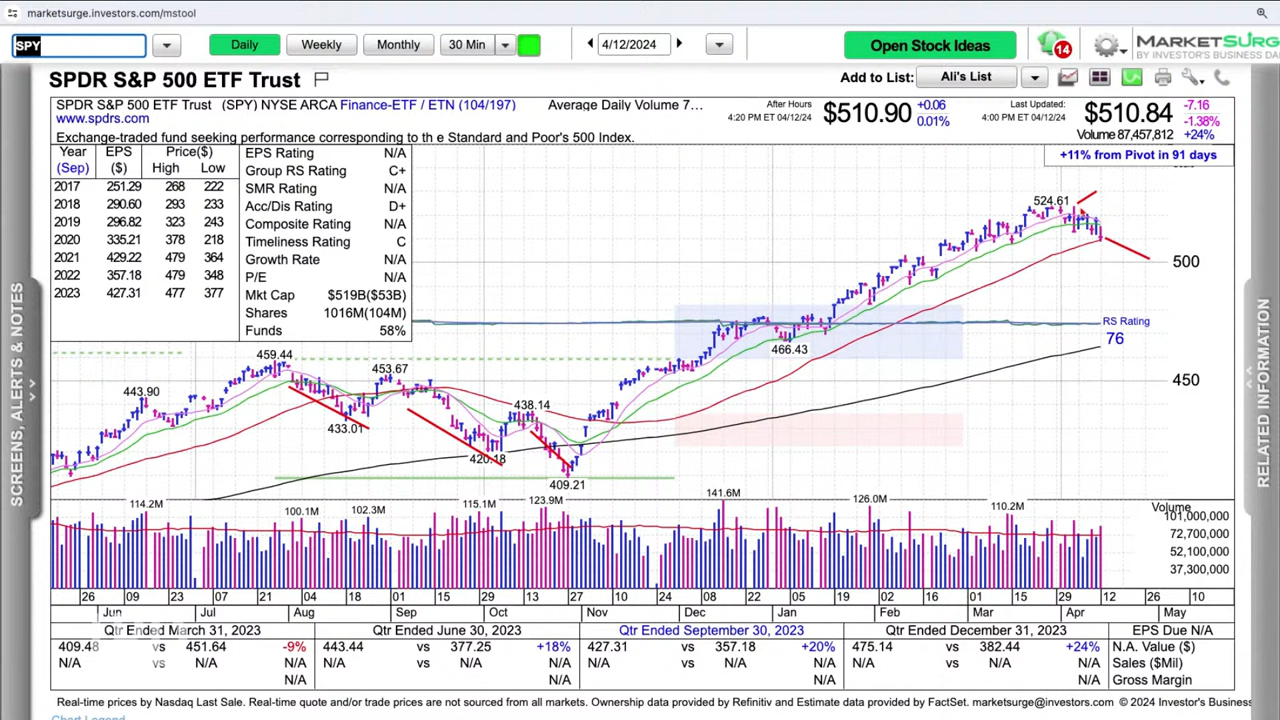 marketsurge.investors.com/mstool
SPY Daily Weekly Monthly 30 Min 4/12/2024 Open Stock Ideas 14 MARKETSURGE
BY INVESTOR'S BUSINESS DA
SPDR S&P 500 ETF Trust Add to List: Ali's List
SPDR S&P 500 ETF Trust (SPY) NYSE ARCA Finance-ETF / ETN (104/197) Average Daily Volume 7…
www.spdrs.com
Exchange-traded fund seeking performance corresponding to th e Standard and Poor's 500 Index.
After Hours
4:20 PM ET 04/12/24
$510.90 +0.06
0.01%
Last Updated:
4:00 PM ET 04/12/24
$510.84 -7.16
-1.38%
Volume 87,457,812 +24%
+11% from Pivot in 91 days
Year EPS Price($)
(Sep) ($) High Low
2017 251.29 268 222
2018 290.60 293 233
2019 296.82 323 243
2020 335.21 378 218
2021 429.22 479 364
2022 357.18 479 348
2023 427.31 477 377
EPS Rating N/A
Group RS Rating C+
SMR Rating N/A
Acc/Dis Rating D+
Composite Rating N/A
Timeliness Rating C
Growth Rate N/A
P/E N/A
Mkt Cap $519B($53B)
Shares 1016M(104M)
Funds 58%
524.61
500
RS Rating
76
466.43
459.44
453.67
450
443.90
438.14
433.01
420.18
409.21
SCREENS, ALERTS & NOTES
RELATED INFORMATION
114.2M 100.1M 102.3M 115.1M 123.9M 141.6M 126.0M 110.2M Volume
101,000,000
72,700,000
52,100,000
37,300,000
26 09 23 07 21 04 18 01 15 29 13 27 10 24 08 22 05 19 02 16 01 15 29 12 26 10
Jun Jul Aug Sep Oct Nov Dec Jan Feb Mar Apr May
Qtr Ended March 31, 2023 Qtr Ended June 30, 2023 Qtr Ended September 30, 2023 Qtr Ended December 31, 2023 EPS Due N/A
409.48 vs 451.64 -9% 443.44 vs 377.25 +18% 427.31 vs 357.18 +20% 475.14 vs 382.44 +24% N.A. Value ($)
N/A vs N/A N/A N/A vs N/A N/A N/A vs N/A N/A N/A vs N/A N/A Sales ($Mil)
N/A N/A N/A N/A Gross Margin
Real-time prices by Nasdaq Last Sale. Real-time quote and/or trade prices are not sourced from all markets. Ownership data provided by Refinitiv and Estimate data provided by FactSet. marketsurge@investors.com © 2024 Investor's Business
Chart Legend